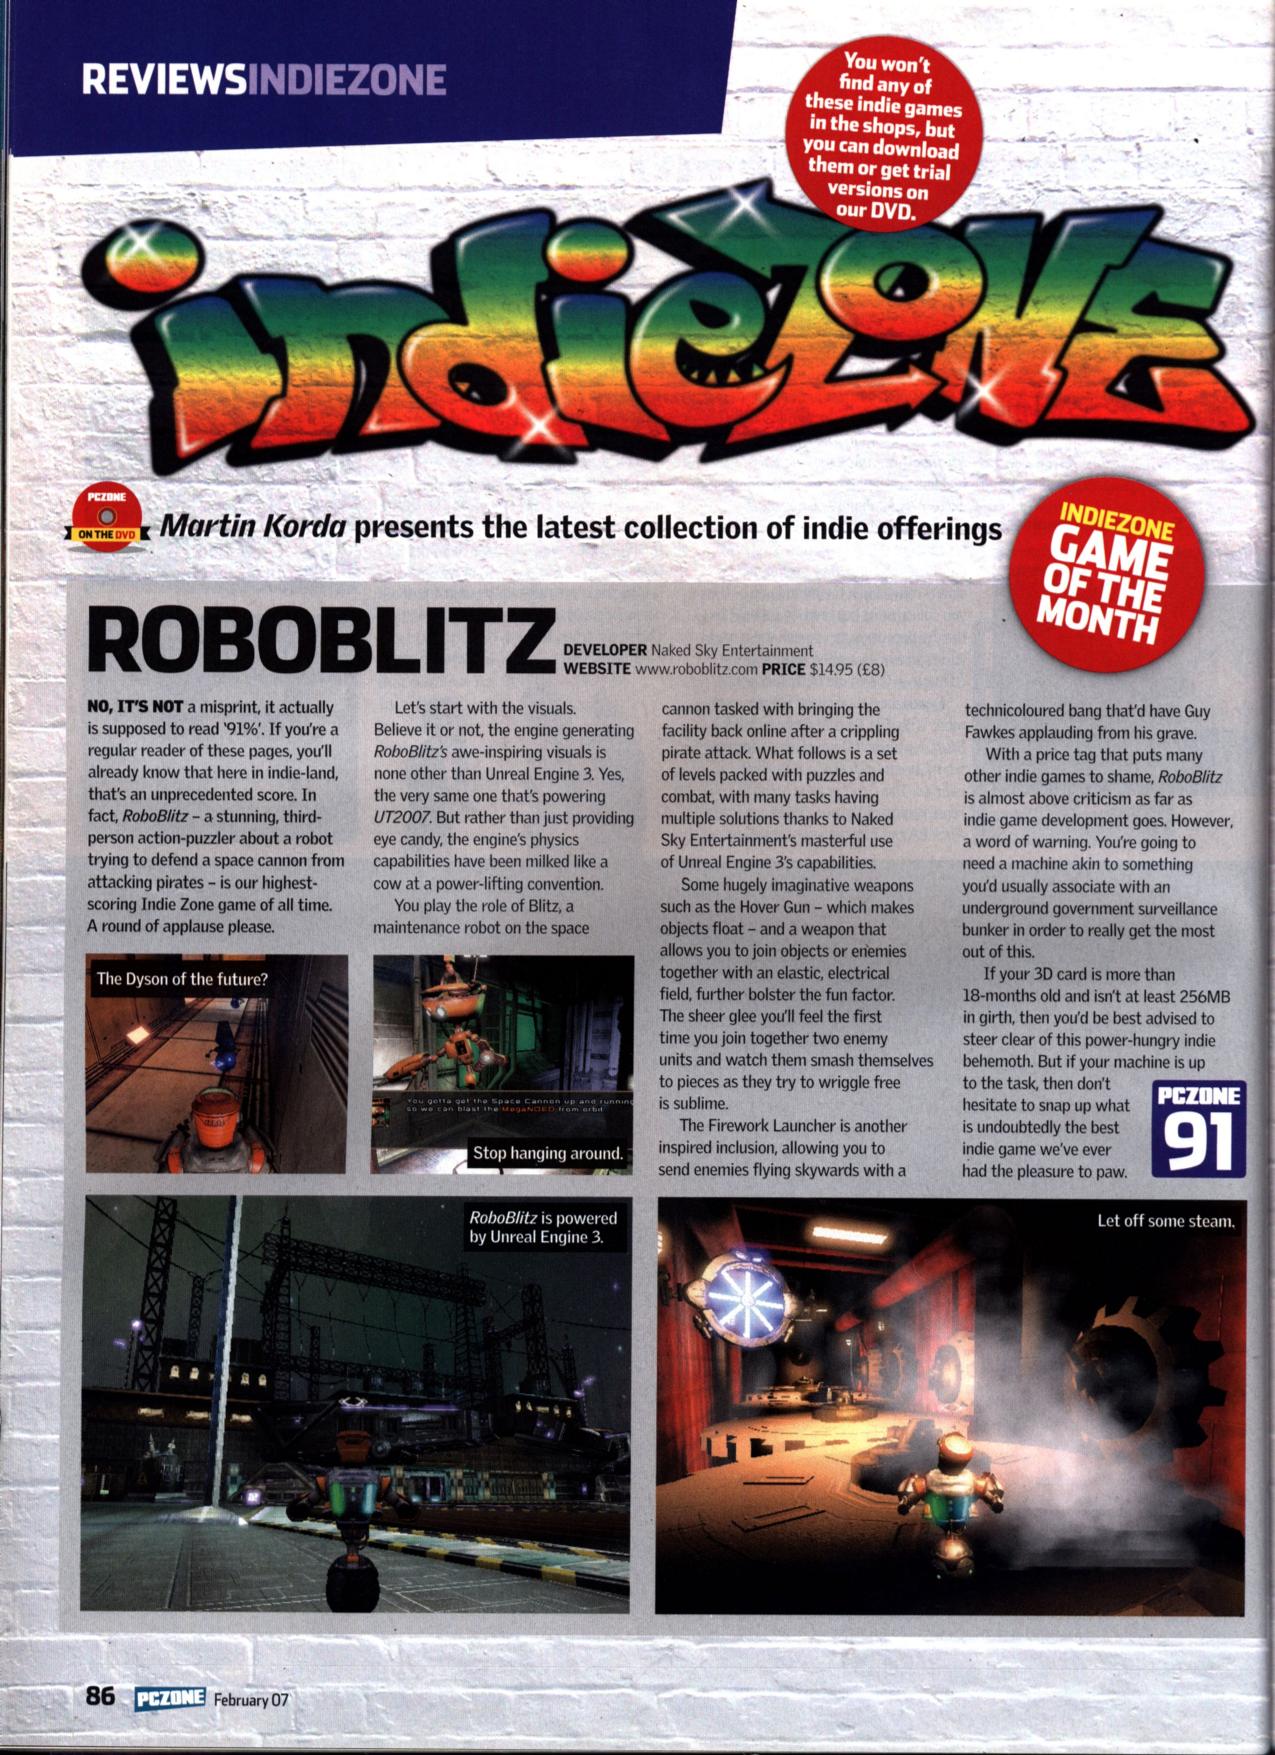 REVIEWSINDIEZONE
You won't
find any of
these indie games
in the shops, but
you can download
them or get trial
versions on
our DVD.
indieZONE
PCZONE
ON THE DVD
Martin Korda presents the latest collection of indie offerings
INDIEZONE
GAME
OF THE
MONTH
ROBOBLITZ
DEVELOPER Naked Sky Entertainment
WEBSITE www.roboblitz.com PRICE $14.95 (£8)
NO, IT'S NOT a misprint, it actually
is supposed to read '91%'. If you're a
regular reader of these pages, you'll
already know that here in indie-land,
that's an unprecedented score. In
fact, RoboBlitz – a stunning, third-
person action-puzzler about a robot
trying to defend a space cannon from
attacking pirates – is our highest-
scoring Indie Zone game of all time.
A round of applause please.
Let's start with the visuals.
Believe it or not, the engine generating
RoboBlitz's awe-inspiring visuals is
none other than Unreal Engine 3. Yes,
the very same one that's powering
UT2007. But rather than just providing
eye candy, the engine's physics
capabilities have been milked like a
cow at a power-lifting convention.
You play the role of Blitz, a
maintenance robot on the space
cannon tasked with bringing the
facility back online after a crippling
pirate attack. What follows is a set
of levels packed with puzzles and
combat, with many tasks having
multiple solutions thanks to Naked
Sky Entertainment's masterful use
of Unreal Engine 3's capabilities.
Some hugely imaginative weapons
such as the Hover Gun – which makes
objects float – and a weapon that
allows you to join objects or enemies
together with an elastic, electrical
field, further bolster the fun factor.
The sheer glee you'll feel the first
time you join together two enemy
units and watch them smash themselves
to pieces as they try to wriggle free
is sublime.
The Firework Launcher is another
inspired inclusion, allowing you to
send enemies flying skywards with a
technicoloured bang that'd have Guy
Fawkes applauding from his grave.
With a price tag that puts many
other indie games to shame, RoboBlitz
is almost above criticism as far as
indie game development goes. However,
a word of warning. You're going to
need a machine akin to something
you'd usually associate with an
underground government surveillance
bunker in order to really get the most
out of this.
If your 3D card is more than
18-months old and isn't at least 256MB
in girth, then you'd be best advised to
steer clear of this power-hungry indie
behemoth. But if your machine is up
to the task, then don't
hesitate to snap up what
is undoubtedly the best
indie game we've ever
had the pleasure to paw.
PCZONE
91
The Dyson of the future?
You gotta get the Space Cannon up and running
so we can blast the MegaNOED from orbit
Stop hanging around.
RoboBlitz is powered
by Unreal Engine 3.
Let off some steam.
86 PCZONE February 07